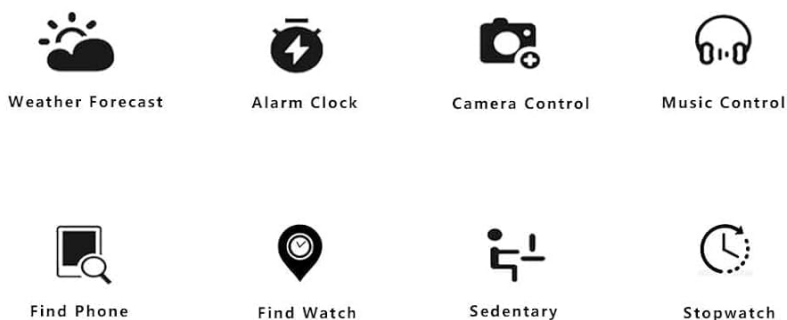 Weather Forecast
Alarm Clock
Camera Control
Music Control
Find Phone
Find Watch
Sedentary
Stopwatch